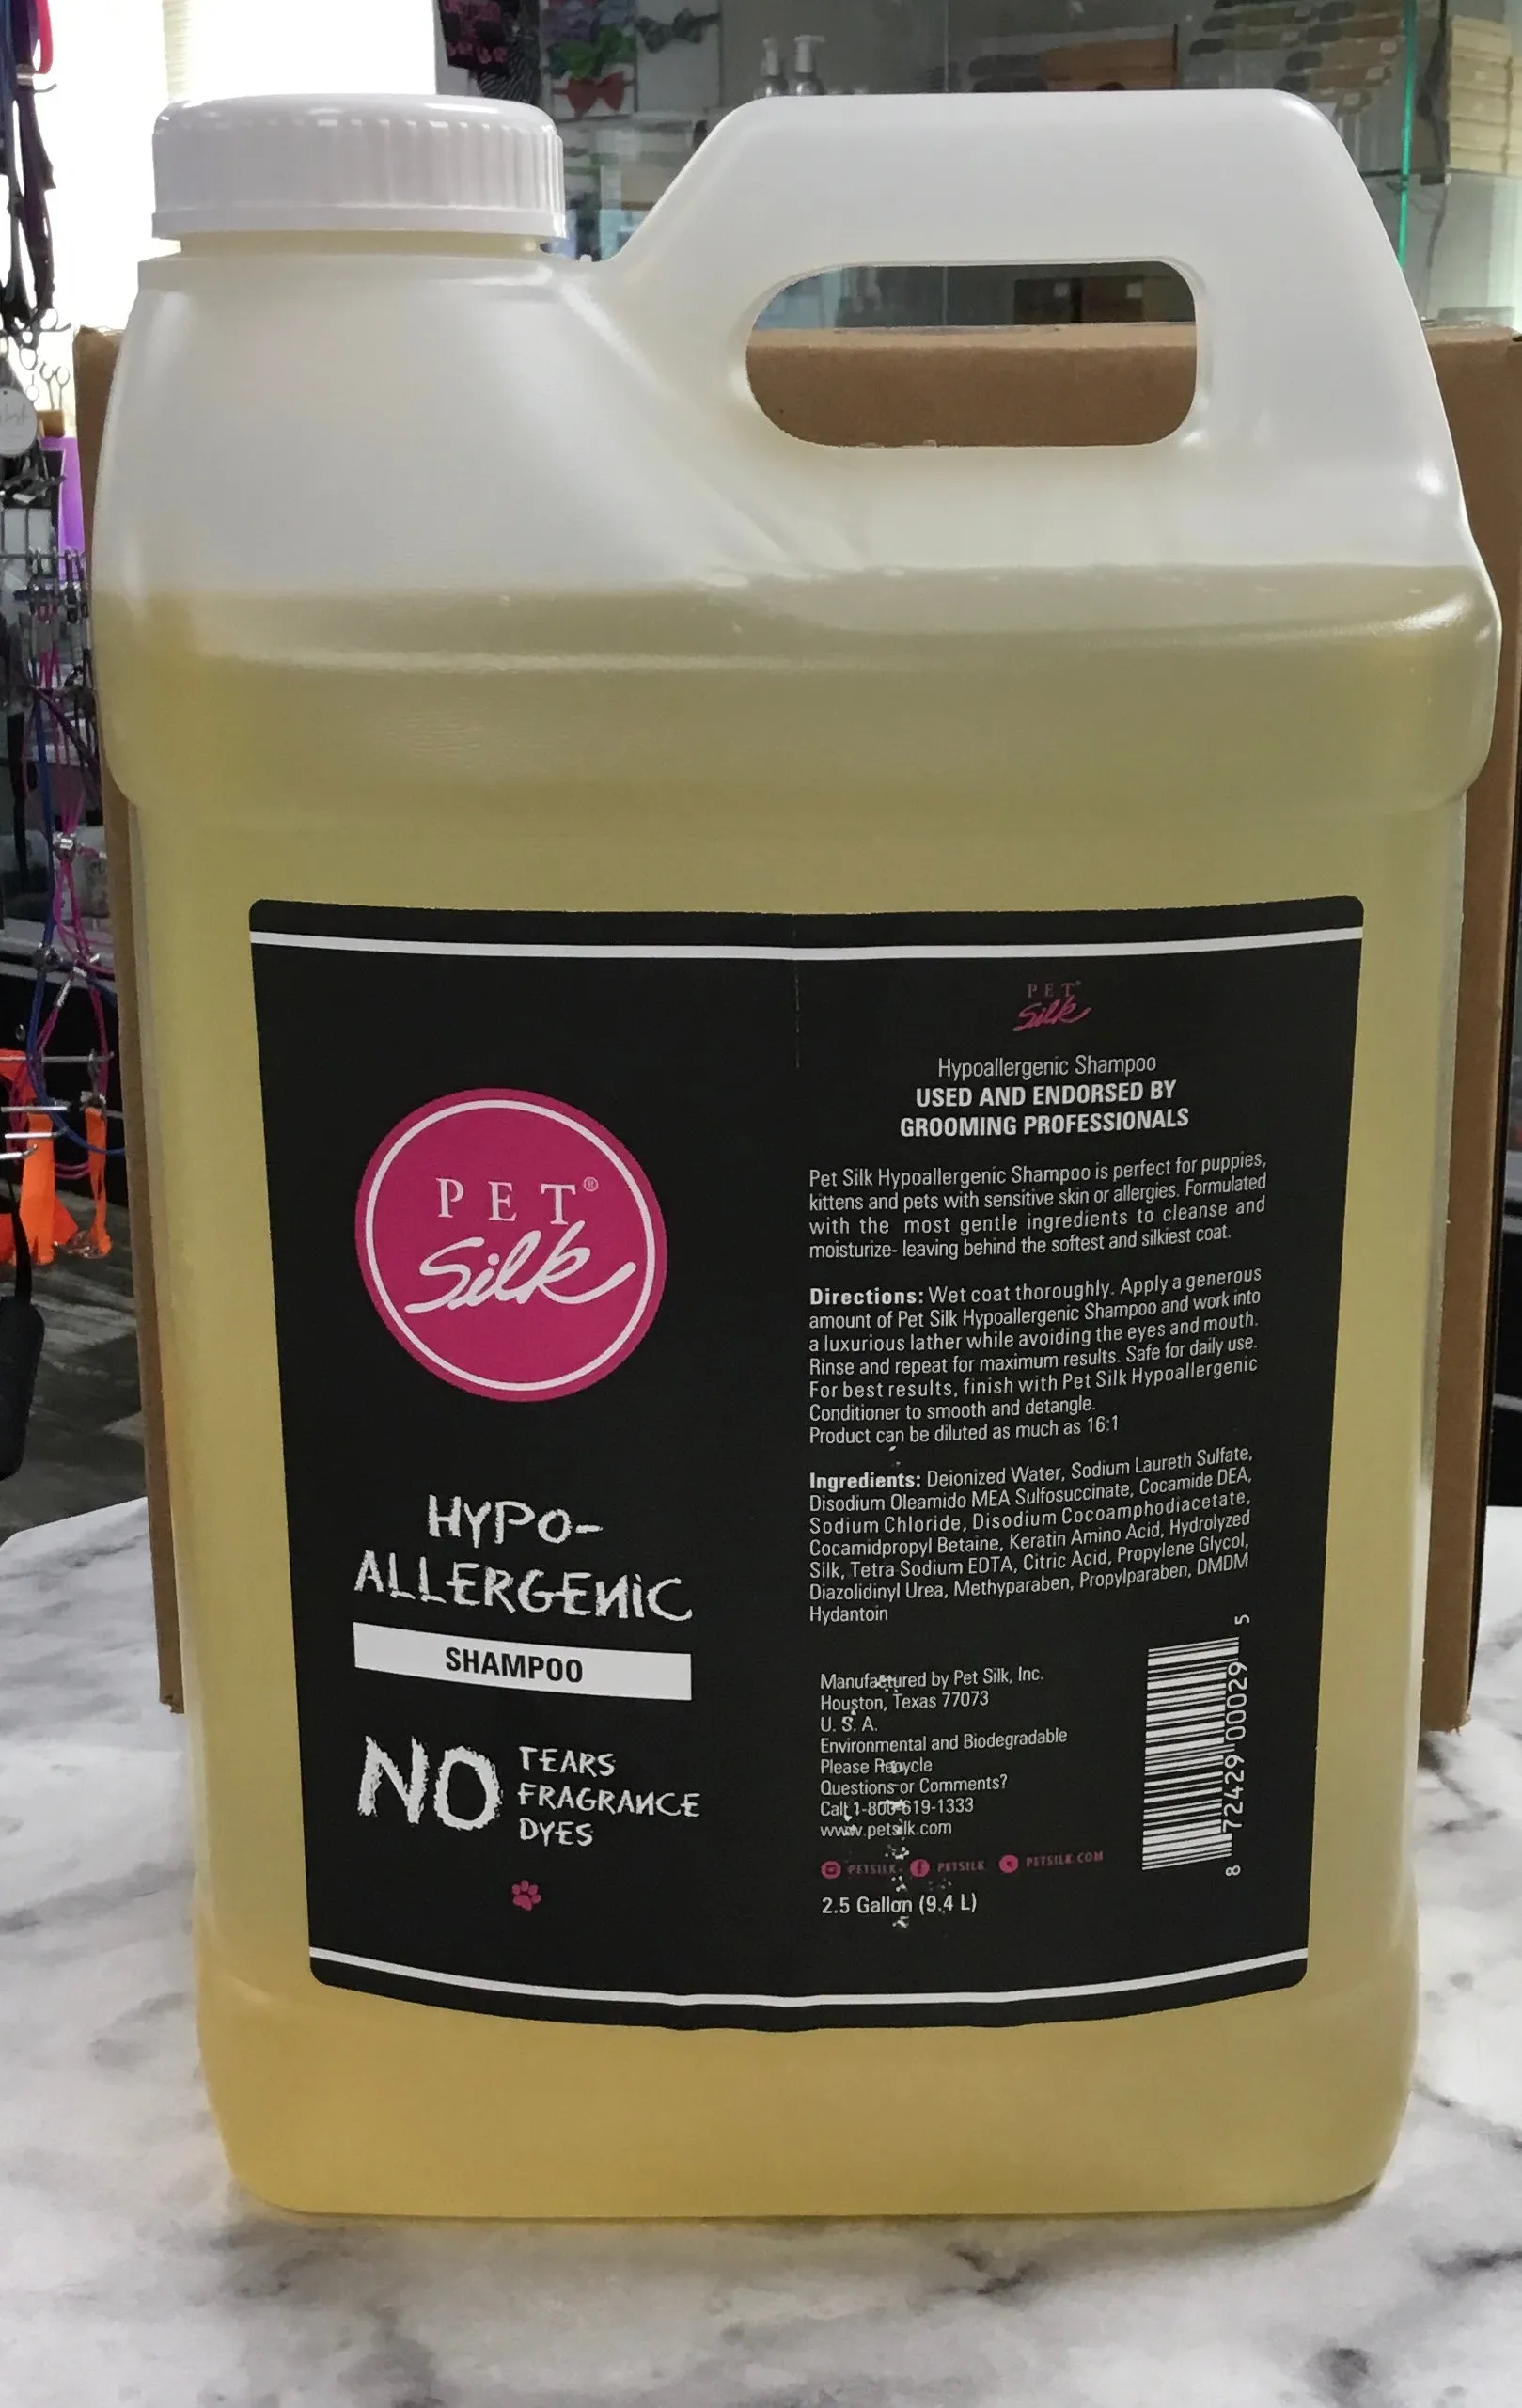 PET®
Silk
HYPO-
ALLERGENIC
SHAMPOO
NO
TEARS
FRAGRANCE
DYES
PET
Silk
Hypoallergenic Shampoo
USED AND ENDORSED BY
GROOMING PROFESSIONALS
Pet Silk Hypoallergenic Shampoo is perfect for puppies,
kittens and pets with sensitive skin or allergies. Formulated
with the most gentle ingredients to cleanse and
moisturize- leaving behind the softest and silkiest coat.
Directions: Wet coat thoroughly. Apply a generous
amount of Pet Silk Hypoallergenic Shampoo and work into
a luxurious lather while avoiding the eyes and mouth.
Rinse and repeat for maximum results. Safe for daily use.
For best results, finish with Pet Silk Hypoallergenic
Conditioner to smooth and detangle.
Product can be diluted as much as 16:1
Ingredients: Deionized Water, Sodium Laureth Sulfate,
Disodium Oleamido MEA Sulfosuccinate, Cocamide DEA,
Sodium Chloride, Disodium Cocoamphodiacetate,
Cocamidpropyl Betaine, Keratin Amino Acid, Hydrolyzed
Silk, Tetra Sodium EDTA, Citric Acid, Propylene Glycol,
Diazolidinyl Urea, Methyparaben, Propylparaben, DMDM
Hydantoin
Manufactured by Pet Silk, Inc.
Houston, Texas 77073
U. S. A.
Environmental and Biodegradable
Please Recycle
Questions or Comments?
Call 1-800-619-1333
www.petsilk.com
PETSILK PETSILK PETSILK.COM
2.5 Gallon (9.4 L)
8 72429 00029 5